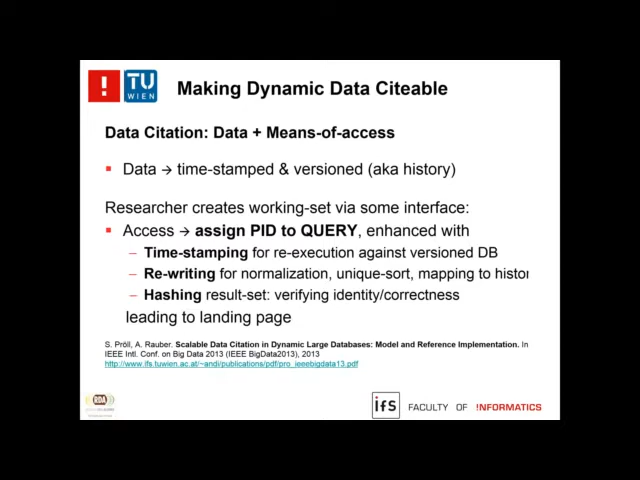 ! TU WIEN
Making Dynamic Data Citeable
Data Citation: Data + Means-of-access
▪ Data → time-stamped & versioned (aka history)
Researcher creates working-set via some interface:
▪ Access → assign PID to QUERY, enhanced with
– Time-stamping for re-execution against versioned DB
– Re-writing for normalization, unique-sort, mapping to histor
– Hashing result-set: verifying identity/correctness
leading to landing page
S. Pröll, A. Rauber. Scalable Data Citation in Dynamic Large Databases: Model and Reference Implementation. In
IEEE Intl. Conf. on Big Data 2013 (IEEE BigData2013), 2013
http://www.ifs.tuwien.ac.at/~andi/publications/pdf/pro_ieeebigdata13.pdf
RDA
ifs FACULTY OF !NFORMATICS